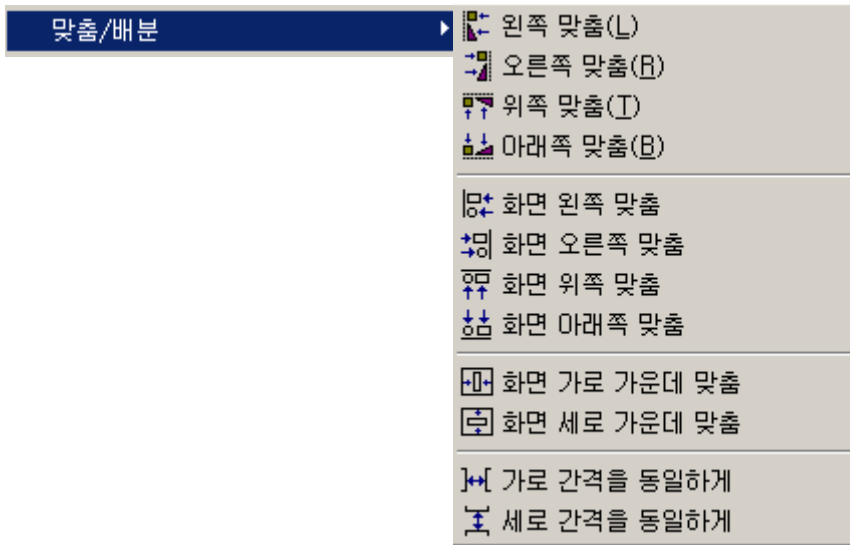 맞춤/배분
왼쪽 맞춤(L)
오른쪽 맞춤(R)
위쪽 맞춤(T)
아래쪽 맞춤(B)
화면 왼쪽 맞춤
화면 오른쪽 맞춤
화면 위쪽 맞춤
화면 아래쪽 맞춤
화면 가로 가운데 맞춤
화면 세로 가운데 맞춤
가로 간격을 동일하게
세로 간격을 동일하게